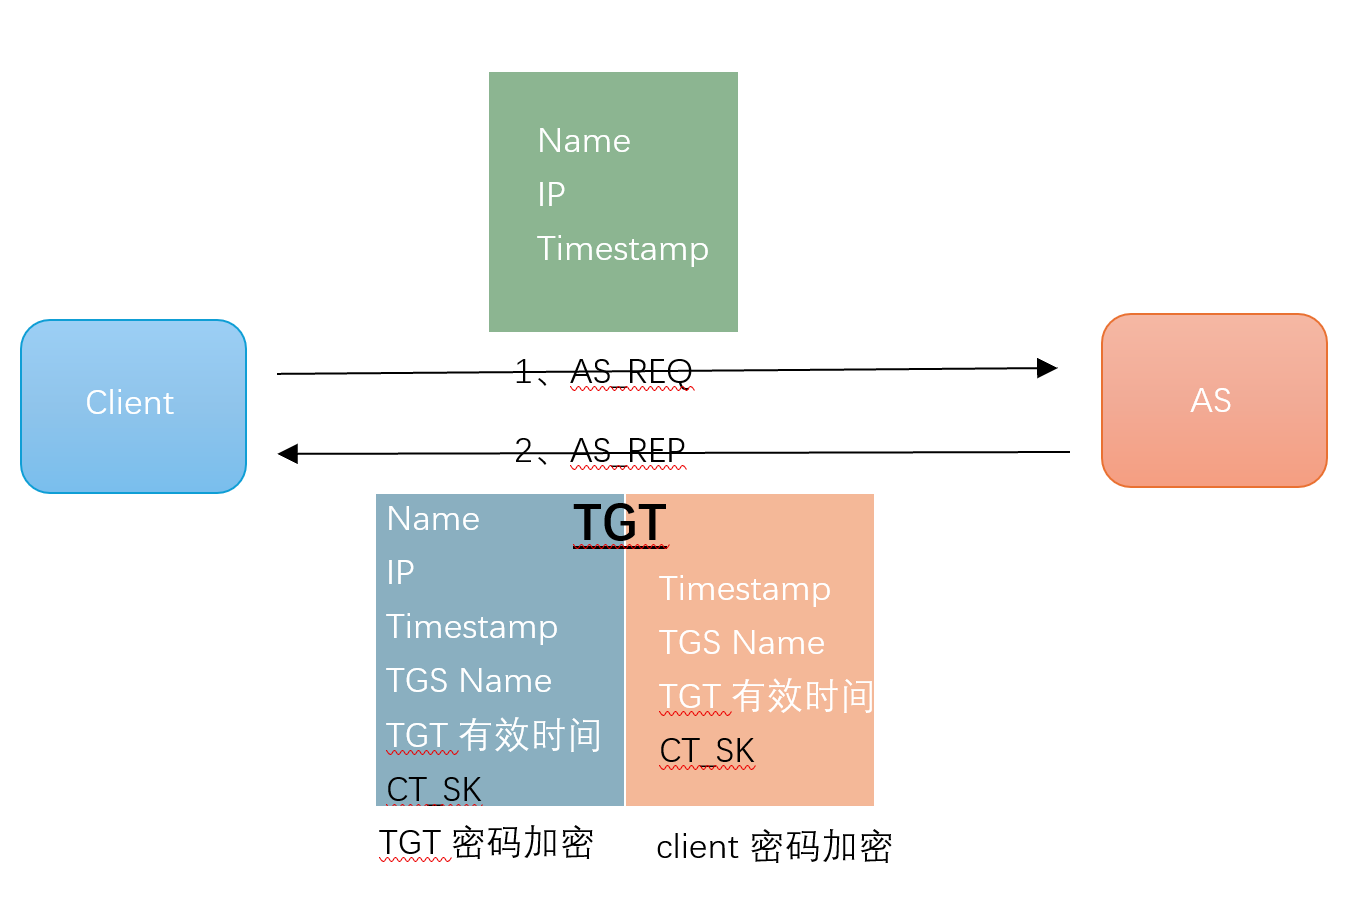 Name
IP
Timestamp
Client
1、AS_REQ
AS
2、AS_REP
TGT
Name
IP
Timestamp
TGS Name
TGT 有效时间
CT_SK
TGT 密码加密
Timestamp
TGS Name
TGT 有效时间
CT_SK
client 密码加密